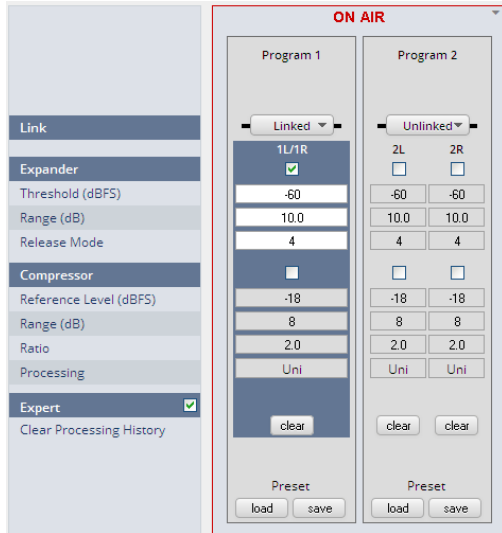 ON AIR
Program 1 Program 2
Link Linked Unlinked
1L/1R 2L 2R
Expander
Threshold (dBFS) -60 -60 -60
Range (dB) 10.0 10.0 10.0
Release Mode 4 4 4
Compressor
Reference Level (dBFS) -18 -18 -18
Range (dB) 8 8 8
Ratio 2.0 2.0 2.0
Processing Uni Uni Uni
Expert
Clear Processing History clear clear clear
Preset Preset
load save load save